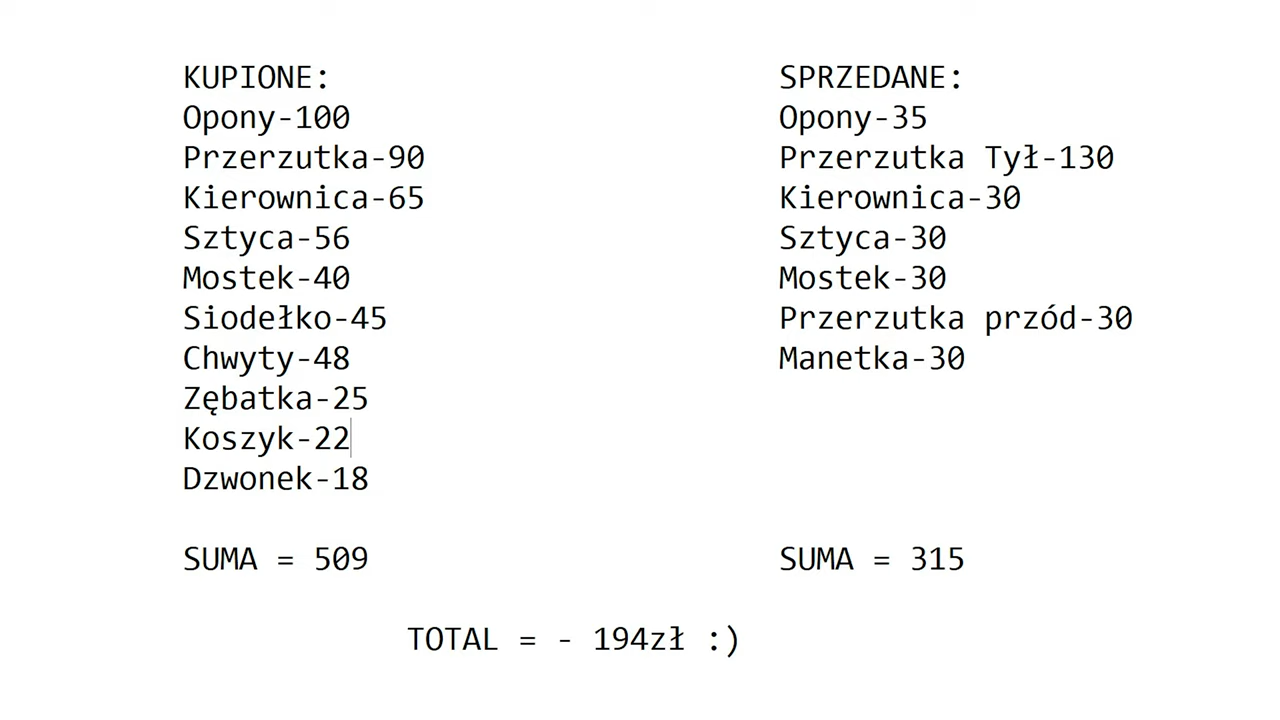 KUPIONE:
Opony-100
Przerzutka-90
Kierownica-65
Sztyca-56
Mostek-40
Siodełko-45
Chwyty-48
Zębatka-25
Koszyk-22
Dzwonek-18
SUMA = 509
SPRZEDANE:
Opony-35
Przerzutka Tył-130
Kierownica-30
Sztyca-30
Mostek-30
Przerzutka przód-30
Manetka-30
SUMA = 315
TOTAL = - 194zł :)